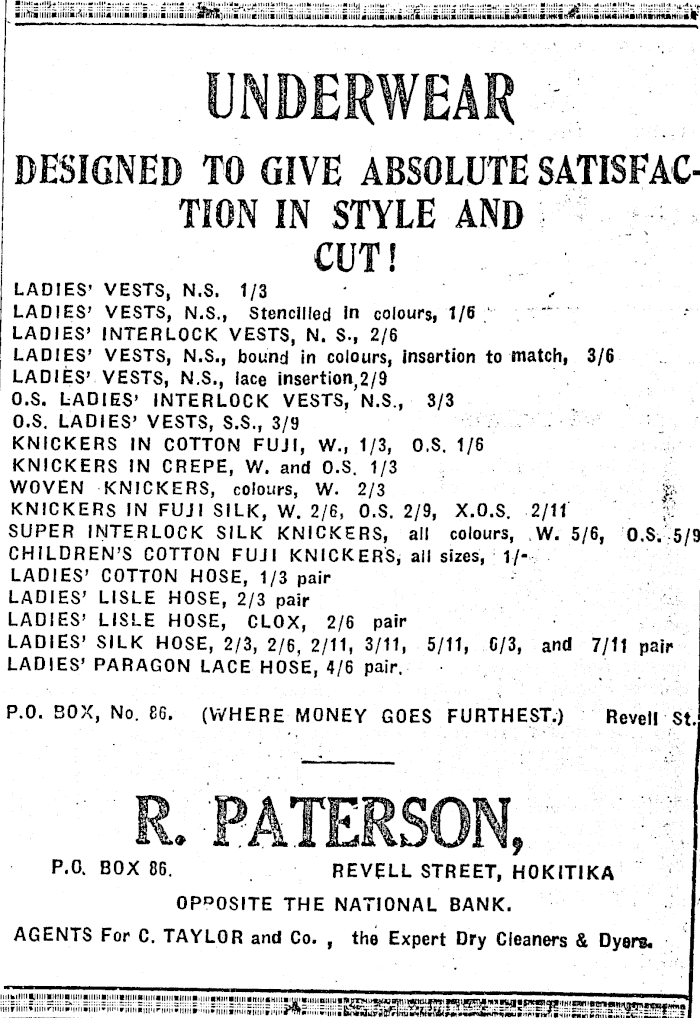 UNDERWEAR
DESIGNED TO GIVE ABSOLUTE SATISFAC-
TION IN STYLE AND
CUT!
LADIES' VESTS, N.S. 1/3
LADIES' VESTS, N.S., Stencilled in colours, 1/6
LADIES' INTERLOCK VESTS, N. S., 2/6
LADIES' VESTS, N.S., bound in colours, insertion to match, 3/6
LADIES' VESTS, N.S., lace insertion, 2/9
O.S. LADIES' INTERLOCK VESTS, N.S., 3/3
O.S. LADIES' VESTS, S.S., 3/9
KNICKERS IN COTTON FUJI, W., 1/3, O.S. 1/6
KNICKERS IN CREPE, W. and O.S. 1/3
WOVEN KNICKERS, colours, W. 2/3
KNICKERS IN FUJI SILK, W. 2/6, O.S. 2/9, X.O.S. 2/11
SUPER INTERLOCK SILK KNICKERS, all colours, W. 5/6, O.S. 5/9
CHILDREN'S COTTON FUJI KNICKERS, all sizes, 1/-
LADIES' COTTON HOSE, 1/3 pair
LADIES' LISLE HOSE, 2/3 pair
LADIES' LISLE HOSE, CLOX, 2/6 pair
LADIES' SILK HOSE, 2/3, 2/6, 2/11, 3/11, 5/11, 6/3, and 7/11 pair
LADIES' PARAGON LACE HOSE, 4/6 pair.
P.O. BOX, No. 86. (WHERE MONEY GOES FURTHEST.) Revell St.
R. PATERSON,
P.O. BOX 86. REVELL STREET, HOKITIKA
OPPOSITE THE NATIONAL BANK.
AGENTS For C. TAYLOR and Co. , the Expert Dry Cleaners & Dyers.